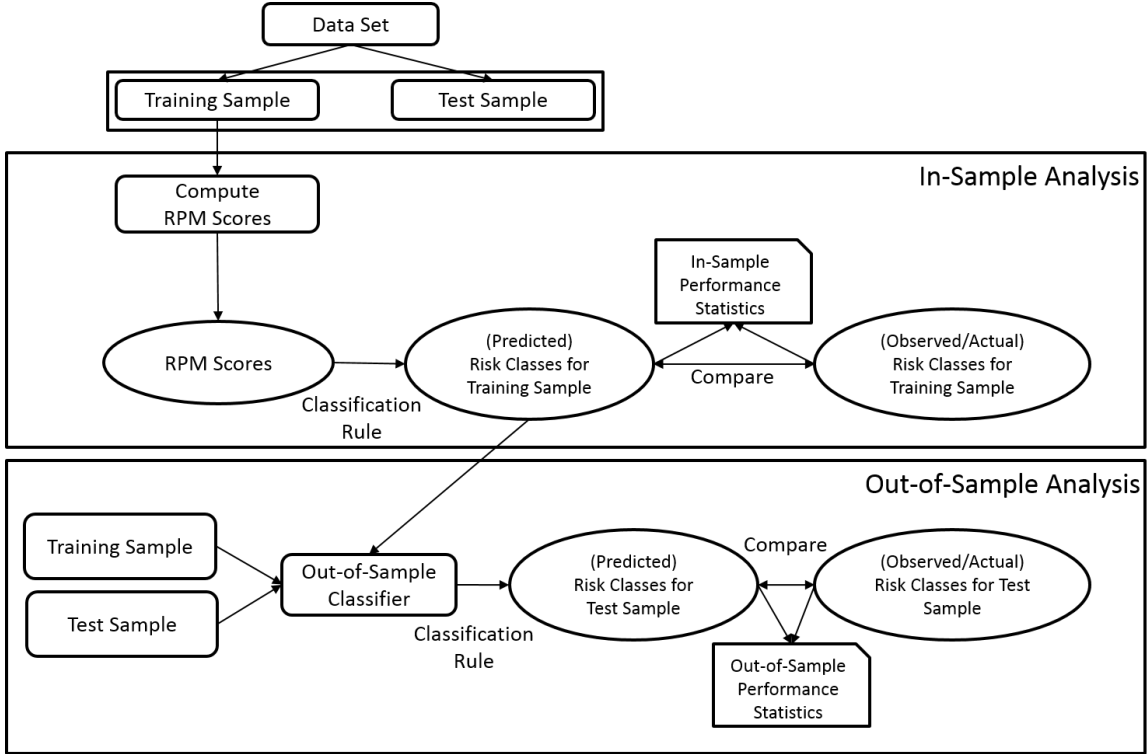 Data Set
Training Sample
Test Sample
In-Sample Analysis
Compute
RPM Scores
In-Sample
Performance
Statistics
RPM Scores
(Predicted)
Risk Classes for
Training Sample
Compare
(Observed/Actual)
Risk Classes for
Training Sample
Classification
Rule
Out-of-Sample Analysis
Training Sample
Test Sample
Out-of-Sample
Classifier
Classification
Rule
(Predicted)
Risk Classes for
Test Sample
Compare
(Observed/Actual)
Risk Classes for Test
Sample
Out-of-Sample
Performance
Statistics